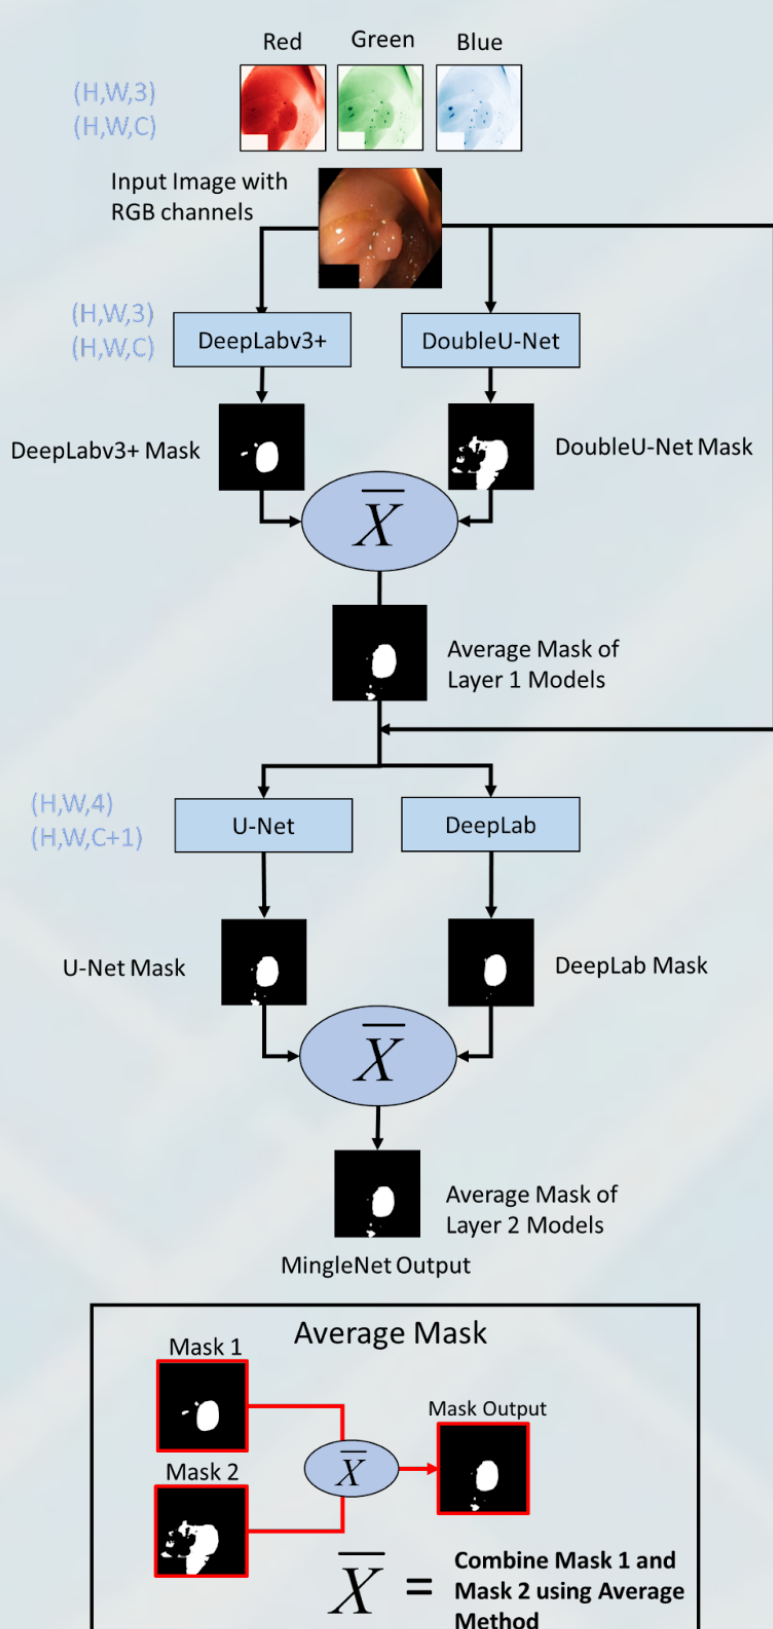 Red
Green
Blue
(H,W,3)
(H,W,C)
Input Image with
RGB channels
(H,W,3)
(H,W,C)
DeepLabv3+
DoubleU-Net
DeepLabv3+ Mask
DoubleU-Net Mask
X̅
Average Mask of
Layer 1 Models
(H,W,4)
(H,W,C+1)
U-Net
DeepLab
U-Net Mask
DeepLab Mask
X̅
Average Mask of
Layer 2 Models
MingleNet Output
Average Mask
Mask 1
Mask Output
Mask 2
X̅
X̅ = Combine Mask 1 and
Mask 2 using Average
Method